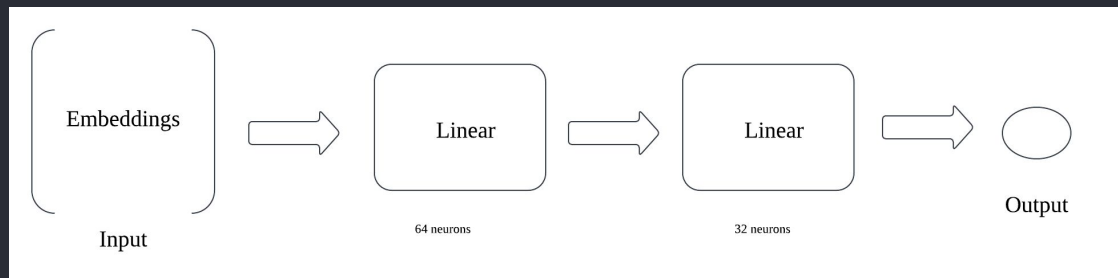 Embeddings
Input
Linear
64 neurons
Linear
32 neurons
Output